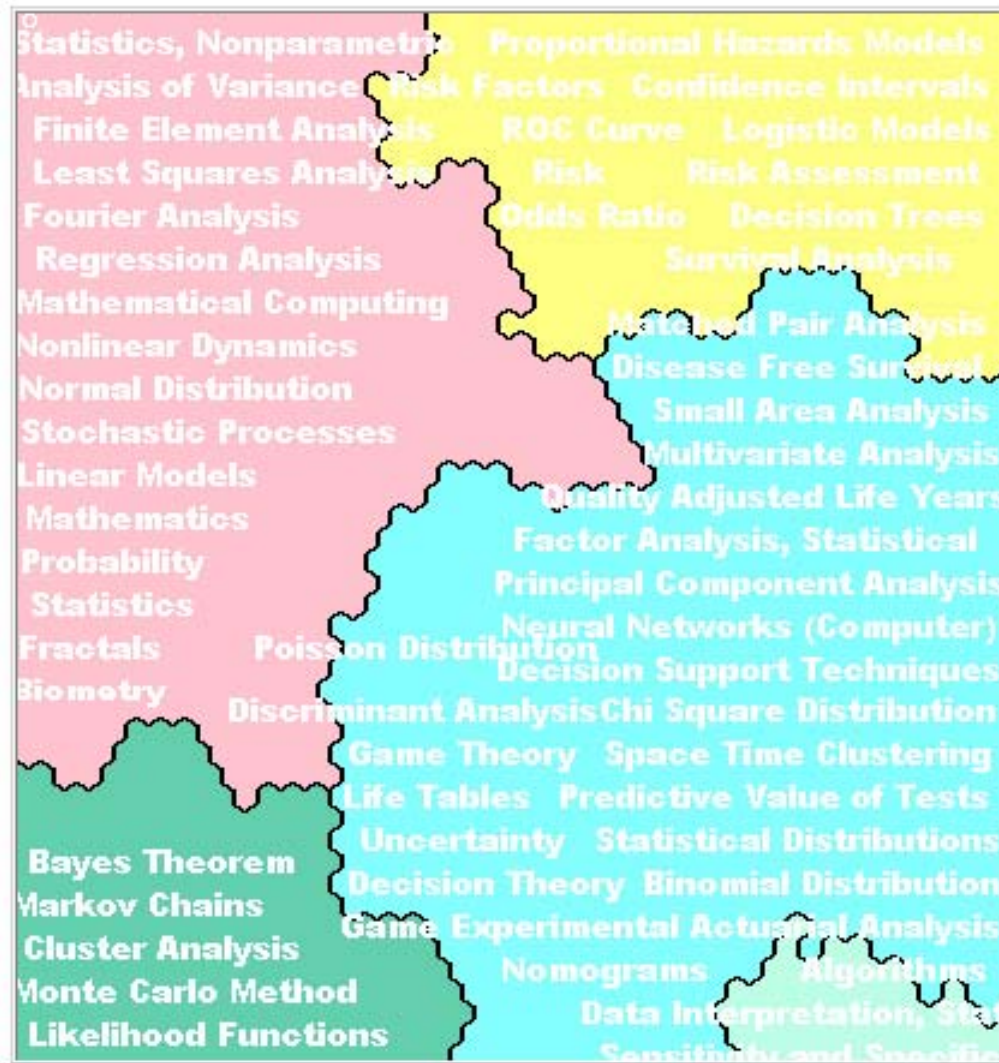 Statistics, Nonparametric Proportional Hazards Models
Analysis of Variance Risk Factors Confidence Intervals
Finite Element Analysis ROC Curve Logistic Models
Least Squares Analysis Risk Risk Assessment
Fourier Analysis Odds Ratio Decision Trees
Regression Analysis Survival Analysis
Mathematical Computing
Matched Pair Analysis
Nonlinear Dynamics Disease Free Survival
Normal Distribution Small Area Analysis
Stochastic Processes Multivariate Analysis
Linear Models Quality Adjusted Life Years
Mathematics Factor Analysis, Statistical
Probability Principal Component Analysis
Statistics Neural Networks (Computer)
Fractals Poisson Distribution
Decision Support Techniques
Biometry Discriminant Analysis Chi Square Distribution
Game Theory Space Time Clustering
Life Tables Predictive Value of Tests
Uncertainty Statistical Distributions
Bayes Theorem Decision Theory Binomial Distribution
Markov Chains Game Experimental Actuarial Analysis
Cluster Analysis Nomograms Algorithms
Monte Carlo Method Data Interpretation, Stat
Likelihood Functions Sensitivity and Specific